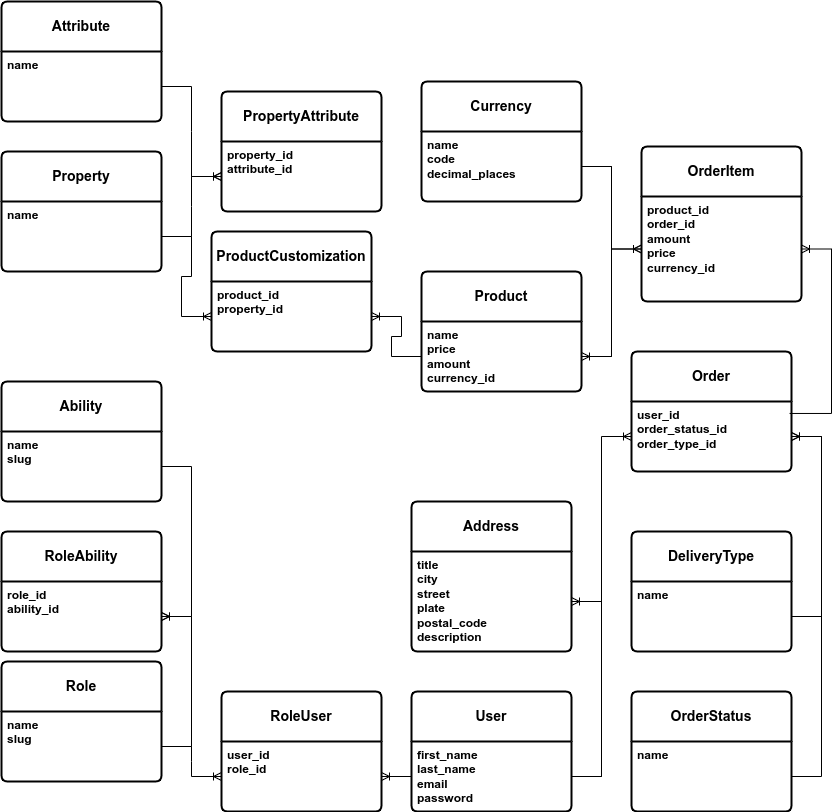 Attribute
name
Property
name
PropertyAttribute
property_id
attribute_id
Currency
name
code
decimal_places
OrderItem
product_id
order_id
amount
price
currency_id
ProductCustomization
product_id
property_id
Product
name
price
amount
currency_id
Order
user_id
order_status_id
order_type_id
Ability
name
slug
RoleAbility
role_id
ability_id
Role
name
slug
Address
title
city
street
plate
postal_code
description
DeliveryType
name
RoleUser
user_id
role_id
User
first_name
last_name
email
password
OrderStatus
name